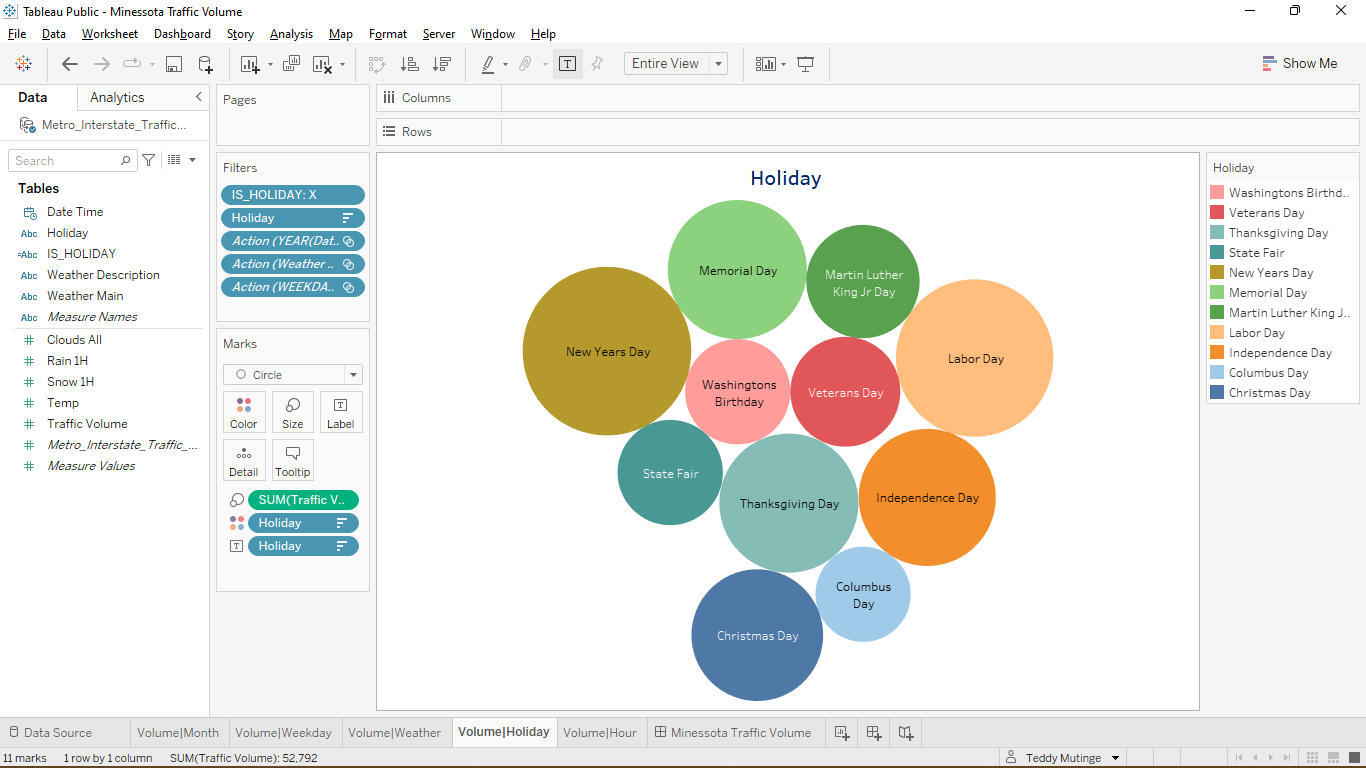 Tableau Public - Minessota Traffic Volume
File Data Worksheet Dashboard Story Analysis Map Format Server Window Help
Entire View
Show Me
Data Analytics
Metro_Interstate_Traffic...
Search
Tables
Date Time
Abc Holiday
=Abc IS_HOLIDAY
Abc Weather Description
Abc Weather Main
Abc Measure Names
# Clouds All
# Rain 1H
# Snow 1H
# Temp
# Traffic Volume
# Metro_Interstate_Traffic_...
# Measure Values
Pages
Filters
IS_HOLIDAY: X
Holiday
Action (YEAR(Dat..
Action (Weather ..
Action (WEEKDA..
Marks
Circle
Color Size Label
Detail Tooltip
SUM(Traffic V..
Holiday
Holiday
Columns
Rows
Holiday
Memorial Day
Martin Luther
King Jr Day
New Years Day
Labor Day
Washingtons
Birthday
Veterans Day
State Fair
Thanksgiving Day
Independence Day
Columbus
Day
Christmas Day
Holiday
Washingtons Birthd..
Veterans Day
Thanksgiving Day
State Fair
New Years Day
Memorial Day
Martin Luther King J..
Labor Day
Independence Day
Columbus Day
Christmas Day
Data Source Volume|Month Volume|Weekday Volume|Weather Volume|Holiday Volume|Hour Minessota Traffic Volume
11 marks 1 row by 1 column SUM(Traffic Volume): 52,792 Teddy Mutinge